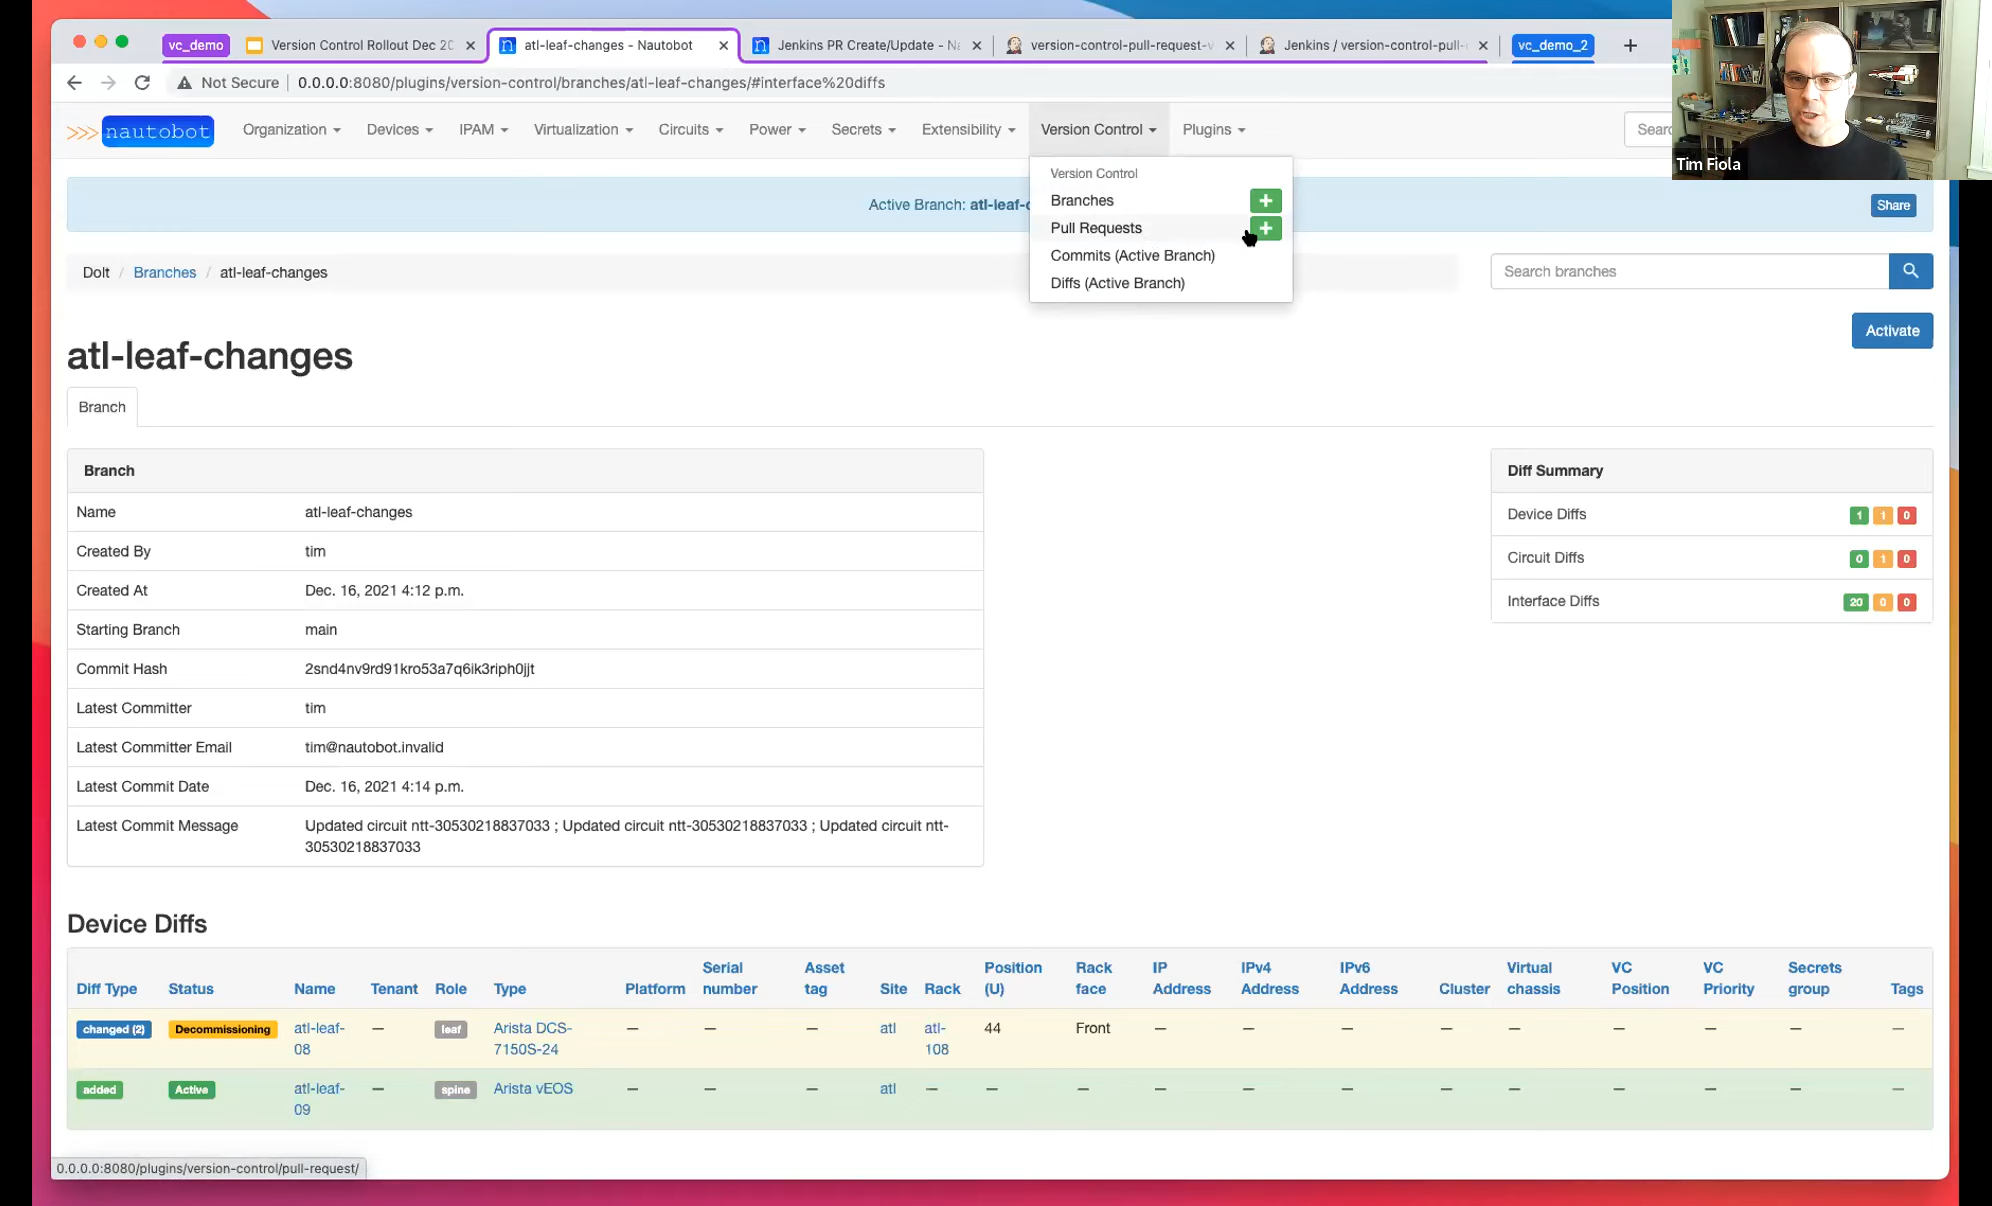 vc_demo
Version Control Rollout Dec 20
atl-leaf-changes - Nautobot
Jenkins PR Create/Update - Na
version-control-pull-request-v
Jenkins / version-control-pull-
vc_demo_2
Not Secure | 0.0.0.0:8080/plugins/version-control/branches/atl-leaf-changes/#interface%20diffs
>>> nautobot Organization Devices IPAM Virtualization Circuits Power Secrets Extensibility Version Control Plugins Searc
Tim Fiola
Version Control
Branches
Pull Requests
Commits (Active Branch)
Diffs (Active Branch)
Active Branch: atl-leaf-c
Share
Dolt / Branches / atl-leaf-changes
Search branches
Activate
atl-leaf-changes
Branch
Branch
Name atl-leaf-changes
Created By tim
Created At Dec. 16, 2021 4:12 p.m.
Starting Branch main
Commit Hash 2snd4nv9rd91kro53a7q6ik3riph0jjt
Latest Committer tim
Latest Committer Email tim@nautobot.invalid
Latest Commit Date Dec. 16, 2021 4:14 p.m.
Latest Commit Message Updated circuit ntt-30530218837033 ; Updated circuit ntt-30530218837033 ; Updated circuit ntt-
30530218837033
Diff Summary
Device Diffs 1 1 0
Circuit Diffs 0 1 0
Interface Diffs 20 0 0
Device Diffs
Diff Type Status Name Tenant Role Type Platform Serial number Asset tag Site Rack Position (U) Rack face IP Address IPv4 Address IPv6 Address Cluster Virtual chassis VC Position VC Priority Secrets group Tags
changed (2) Decommissioning atl-leaf- — leaf Arista DCS- — — — atl atl- 44 Front — — — — — — — — —
08 7150S-24 108
added Active atl-leaf- — spine Arista vEOS — — — atl — — — — — — — — — — — —
09
0.0.0.0:8080/plugins/version-control/pull-request/